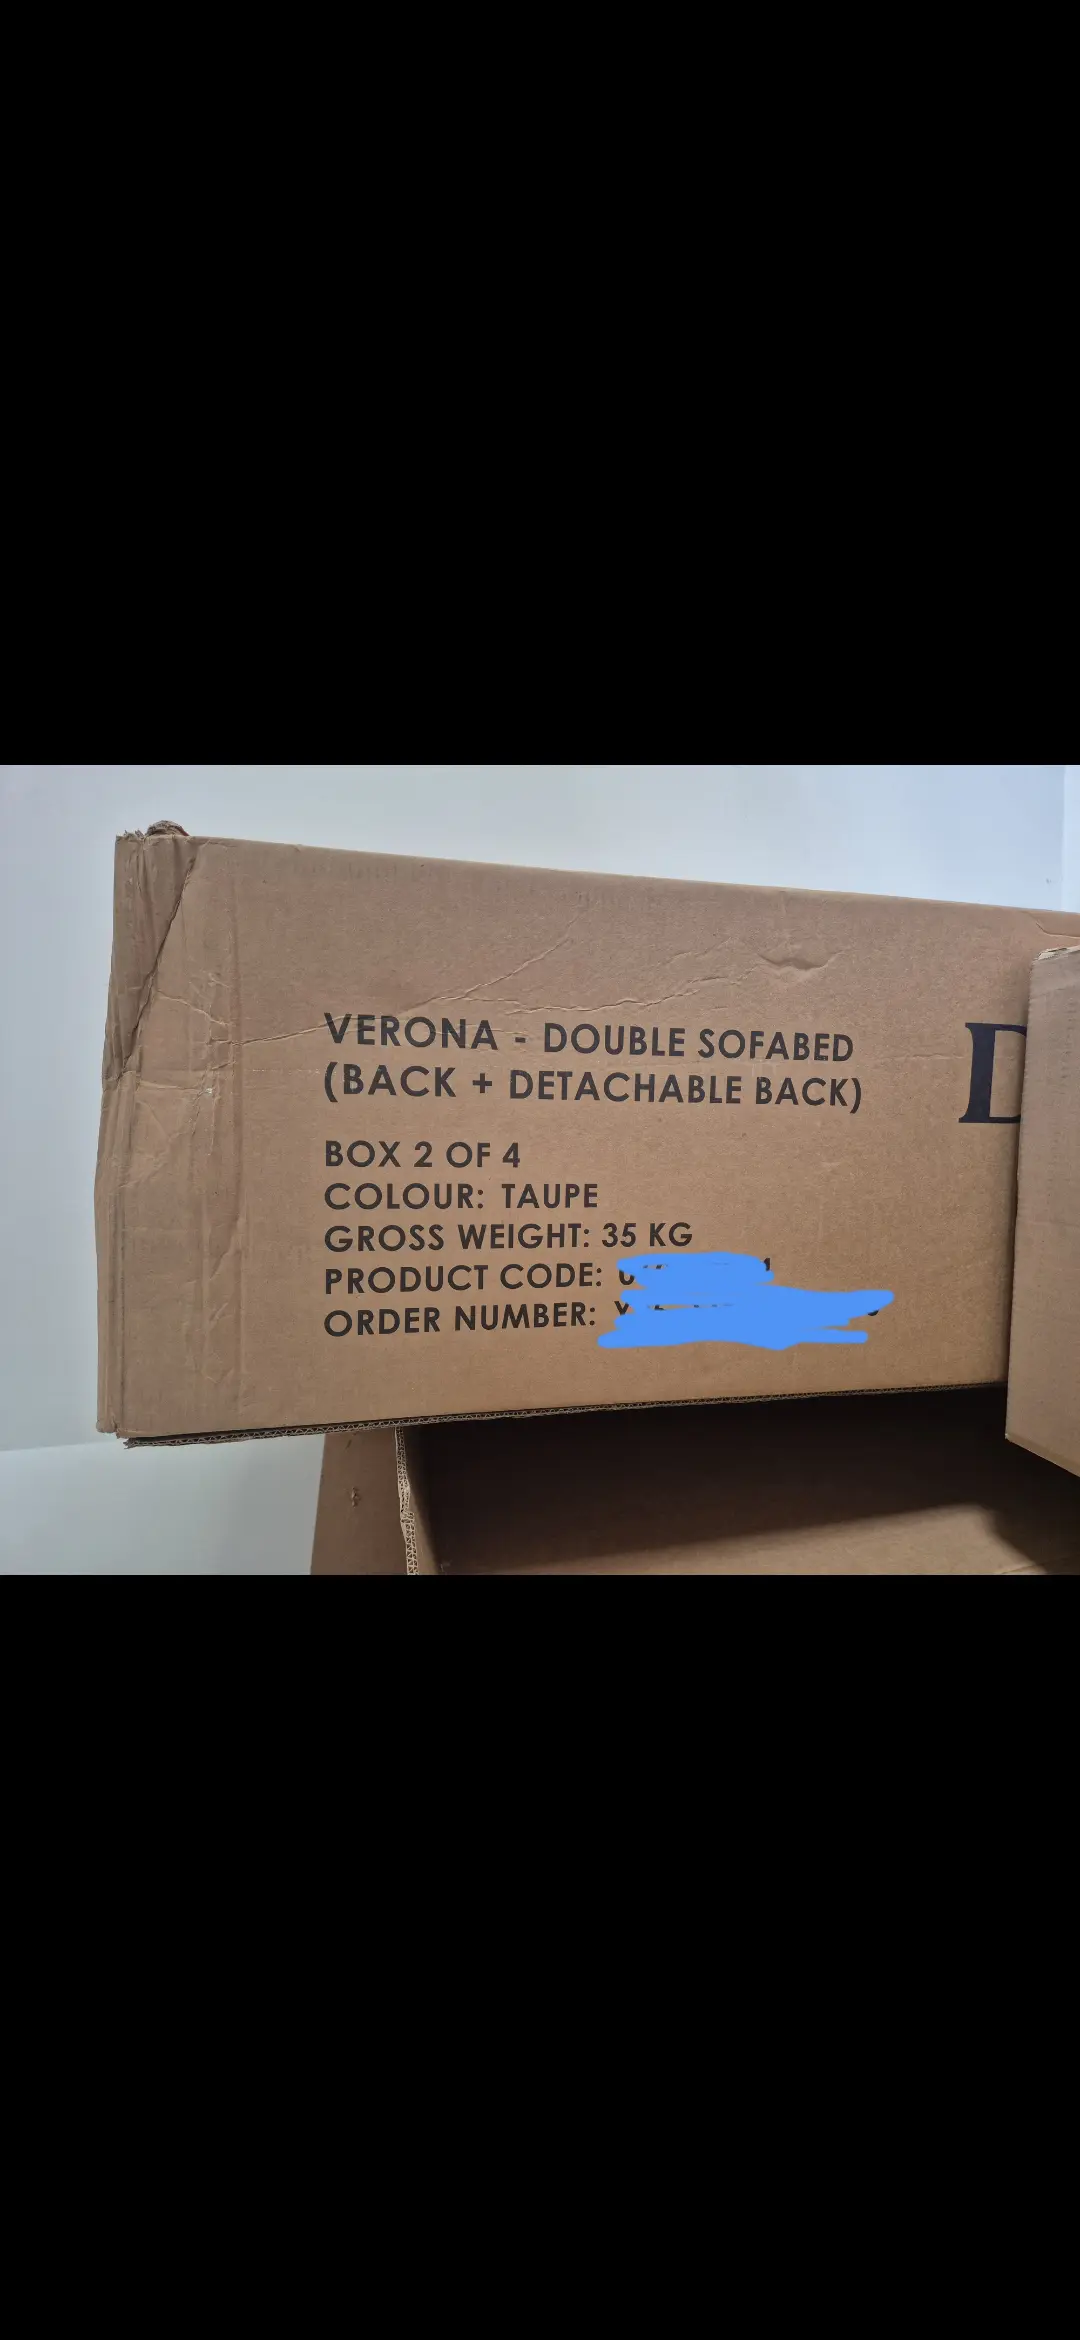 VERONA - DOUBLE SOFABED
(BACK + DETACHABLE BACK)
BOX 2 OF 4
COLOUR: TAUPE
GROSS WEIGHT: 35 KG
PRODUCT CODE:
ORDER NUMBER:
D